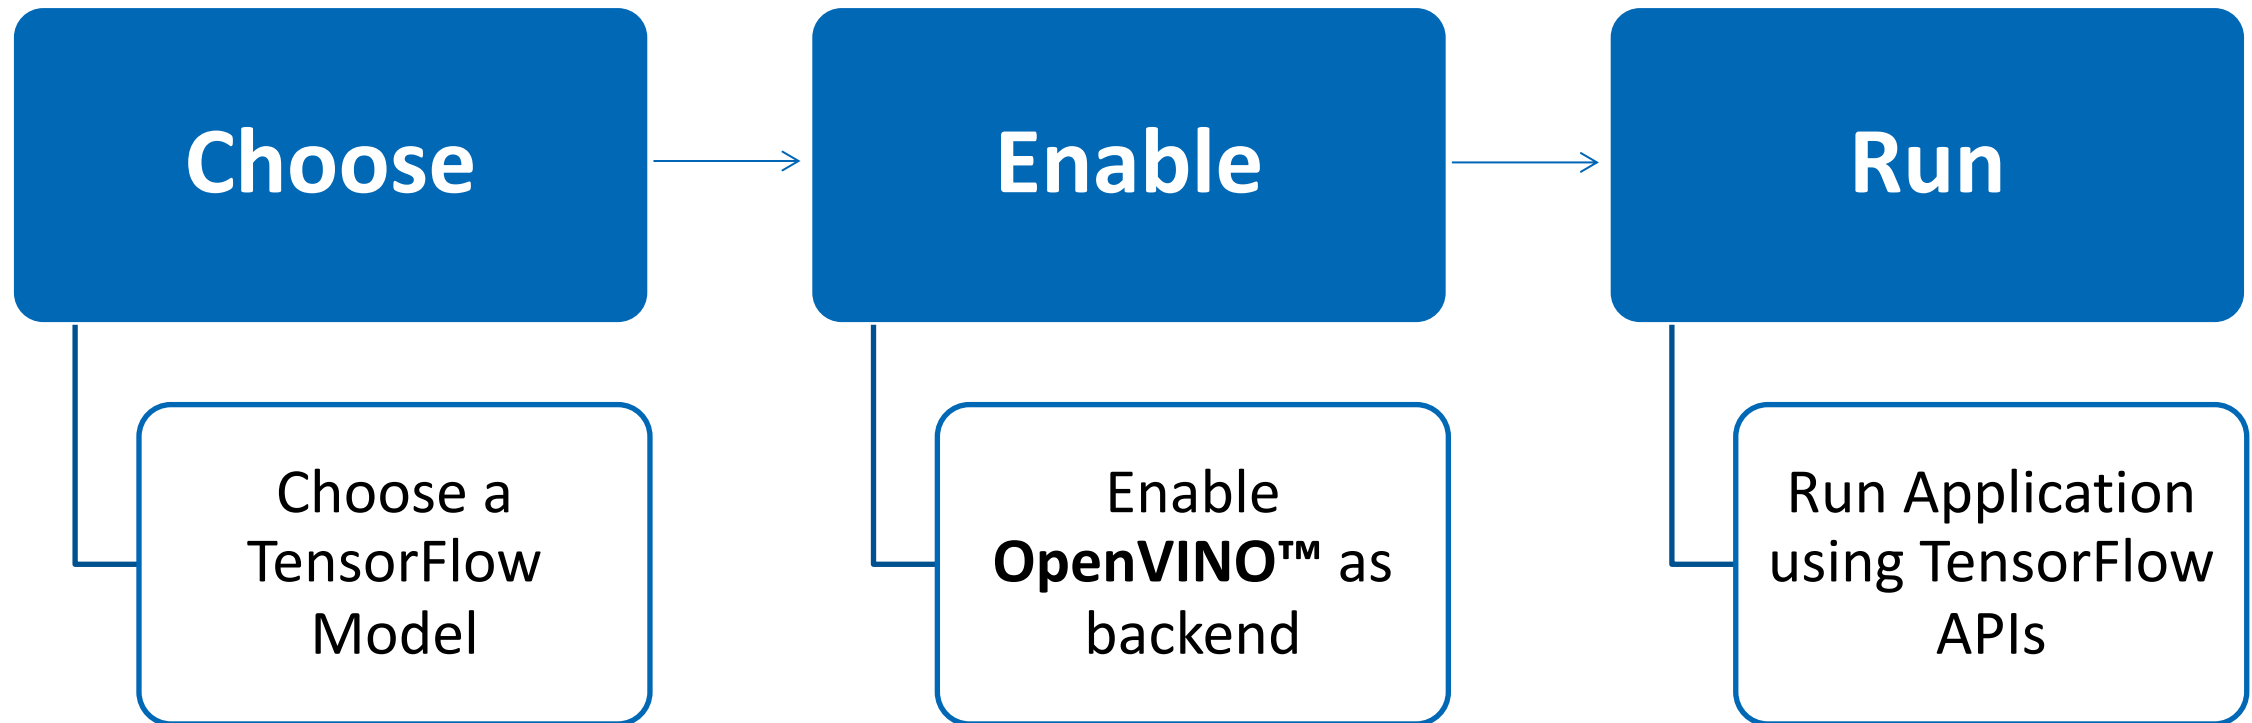 Choose
Enable
Run
Choose a
TensorFlow
Model
Enable
OpenVINO™ as
backend
Run Application
using TensorFlow
APIs